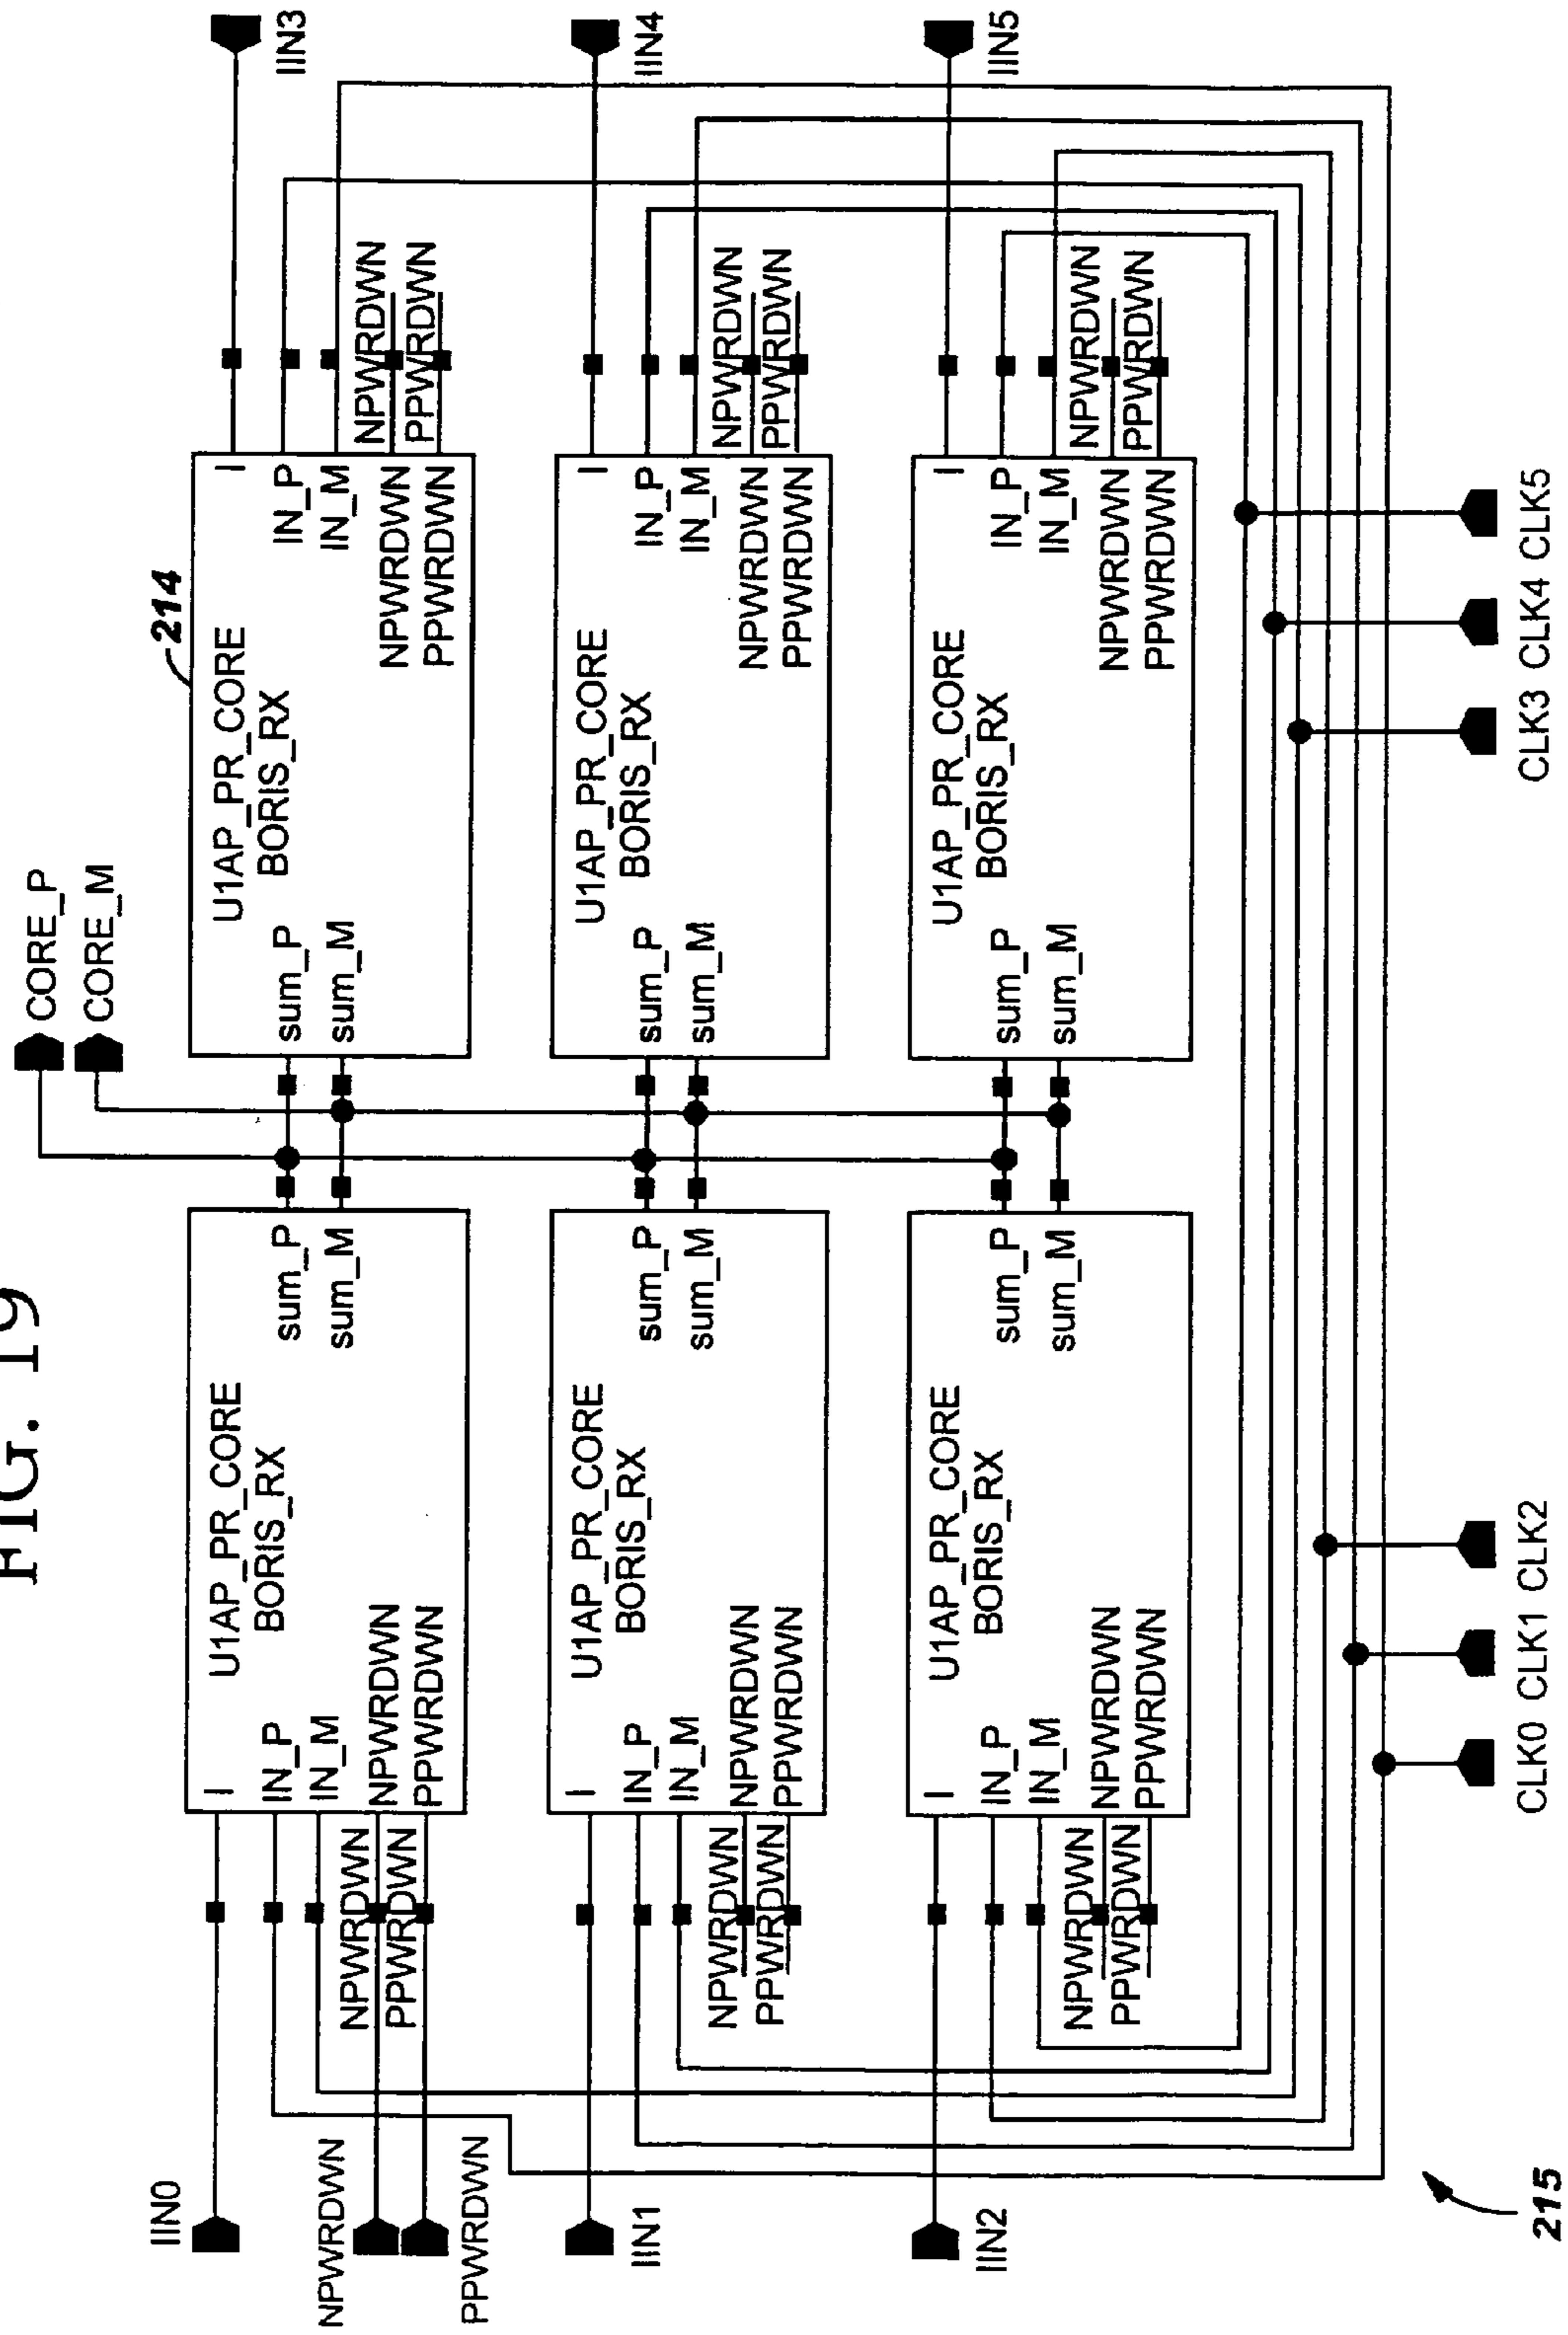 FIG. 19
CORE_P
CORE_M
214
IIN0
NPWRDWN
PPWRDWN
NPWRDWN
PPWRDWN
I
IN_P
IN_M
NPWRDWN
PPWRDWN
U1AP_PR_CORE
BORIS_RX
sum_P
sum_M
sum_P
sum_M
U1AP_PR_CORE
BORIS_RX
I
IN_P
IN_M
NPWRDWN
PPWRDWN
NPWRDWN
PPWRDWN
IIN3
IIN1
NPWRDWN
PPWRDWN
I
IN_P
IN_M
NPWRDWN
PPWRDWN
U1AP_PR_CORE
BORIS_RX
sum_P
sum_M
sum_P
sum_M
U1AP_PR_CORE
BORIS_RX
I
IN_P
IN_M
NPWRDWN
PPWRDWN
NPWRDWN
PPWRDWN
IIN4
IIN2
NPWRDWN
PPWRDWN
I
IN_P
IN_M
NPWRDWN
PPWRDWN
U1AP_PR_CORE
BORIS_RX
sum_P
sum_M
sum_P
sum_M
U1AP_PR_CORE
BORIS_RX
I
IN_P
IN_M
NPWRDWN
PPWRDWN
NPWRDWN
PPWRDWN
IIN5
215
CLK0 CLK1 CLK2
CLK3 CLK4 CLK5